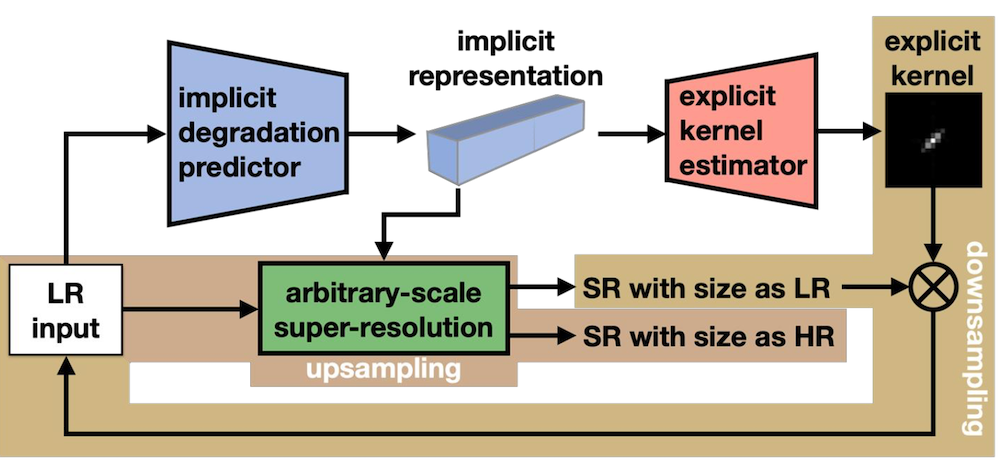 implicit
representation
explicit
kernel
implicit
degradation
predictor
explicit
kernel
estimator
LR
input
arbitrary-scale
super-resolution
SR with size as LR
SR with size as HR
upsampling
downsampling